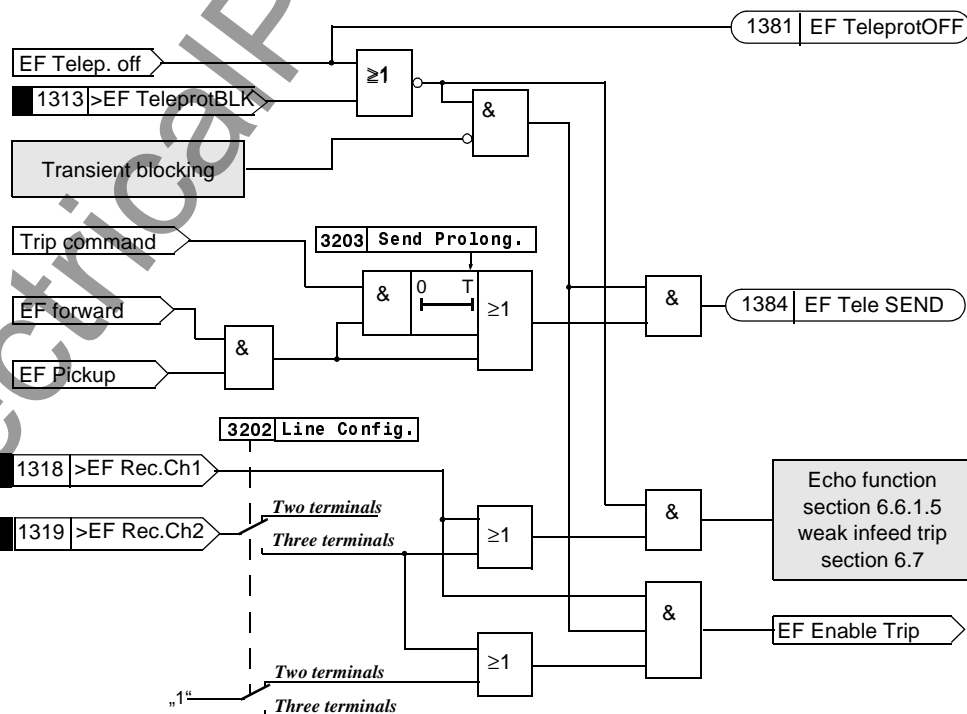 1381 EF TeleprotOFF
EF Telep. off
≥1
1313 >EF TeleprotBLK
&
Transient blocking
Trip command
3203 Send Prolong.
&
0 T
≥1
&
1384 EF Tele SEND
EF forward
&
EF Pickup
3202 Line Config.
1318 >EF Rec.Ch1
Two terminals
1319 >EF Rec.Ch2
Three terminals
≥1
&
Echo function
section 6.6.1.5
weak infeed trip
section 6.7
&
EF Enable Trip
≥1
Two terminals
„1“
Three terminals